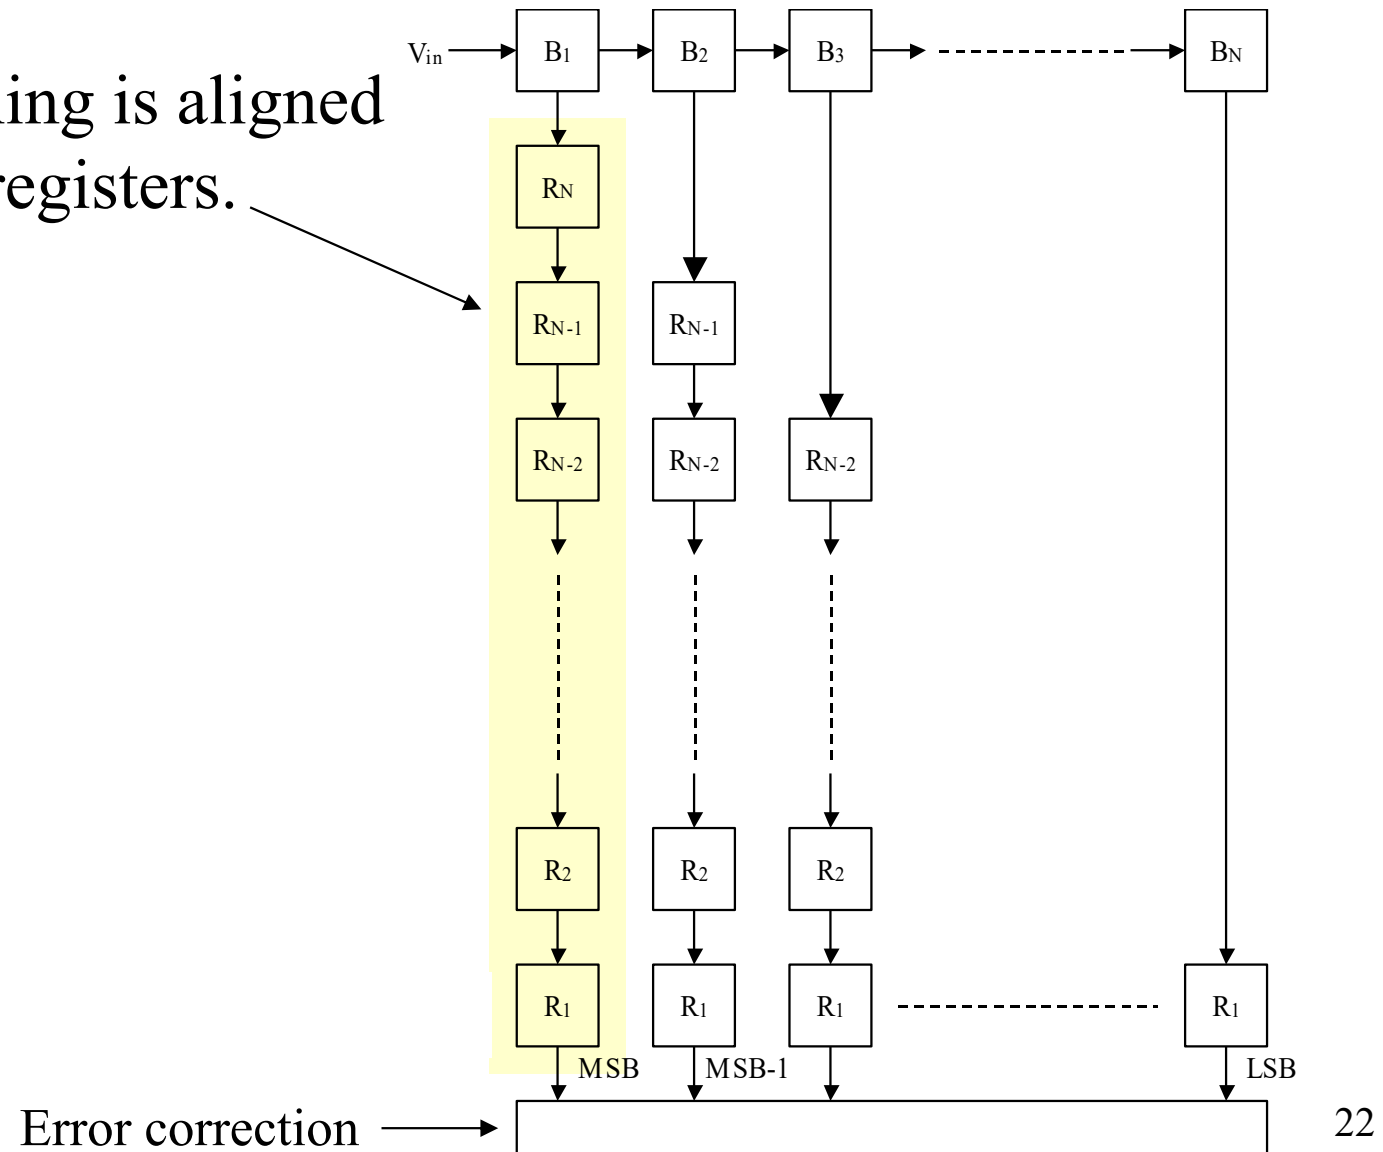 Vin B1 B2 B3 BN
is aligned
registers.
RN
RN-1 RN-1
RN-2 RN-2 RN-2
R2 R2 R2
R1 R1 R1 R1
MSB MSB-1 LSB
Error correction
22